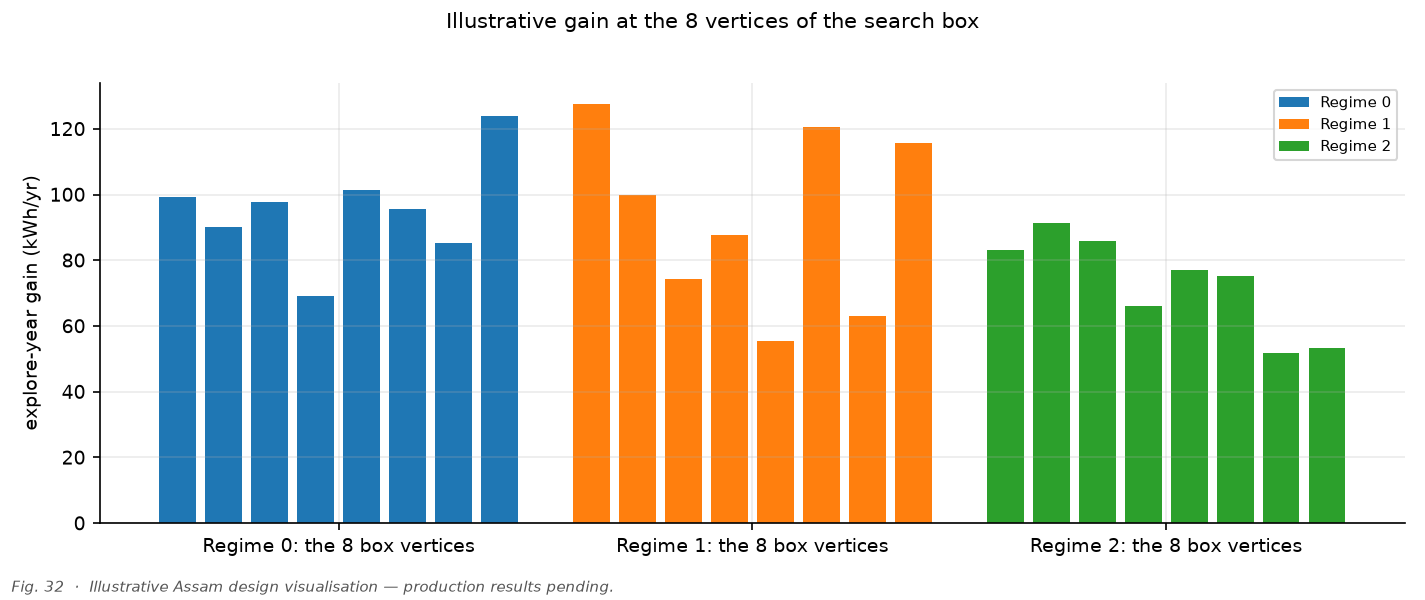 Illustrative gain at the 8 vertices of the search box
explore-year gain (kWh/yr)
120
100
80
60
40
20
0
Regime 0
Regime 1
Regime 2
Regime 0: the 8 box vertices
Regime 1: the 8 box vertices
Regime 2: the 8 box vertices
Fig. 32 · Illustrative Assam design visualisation — production results pending.